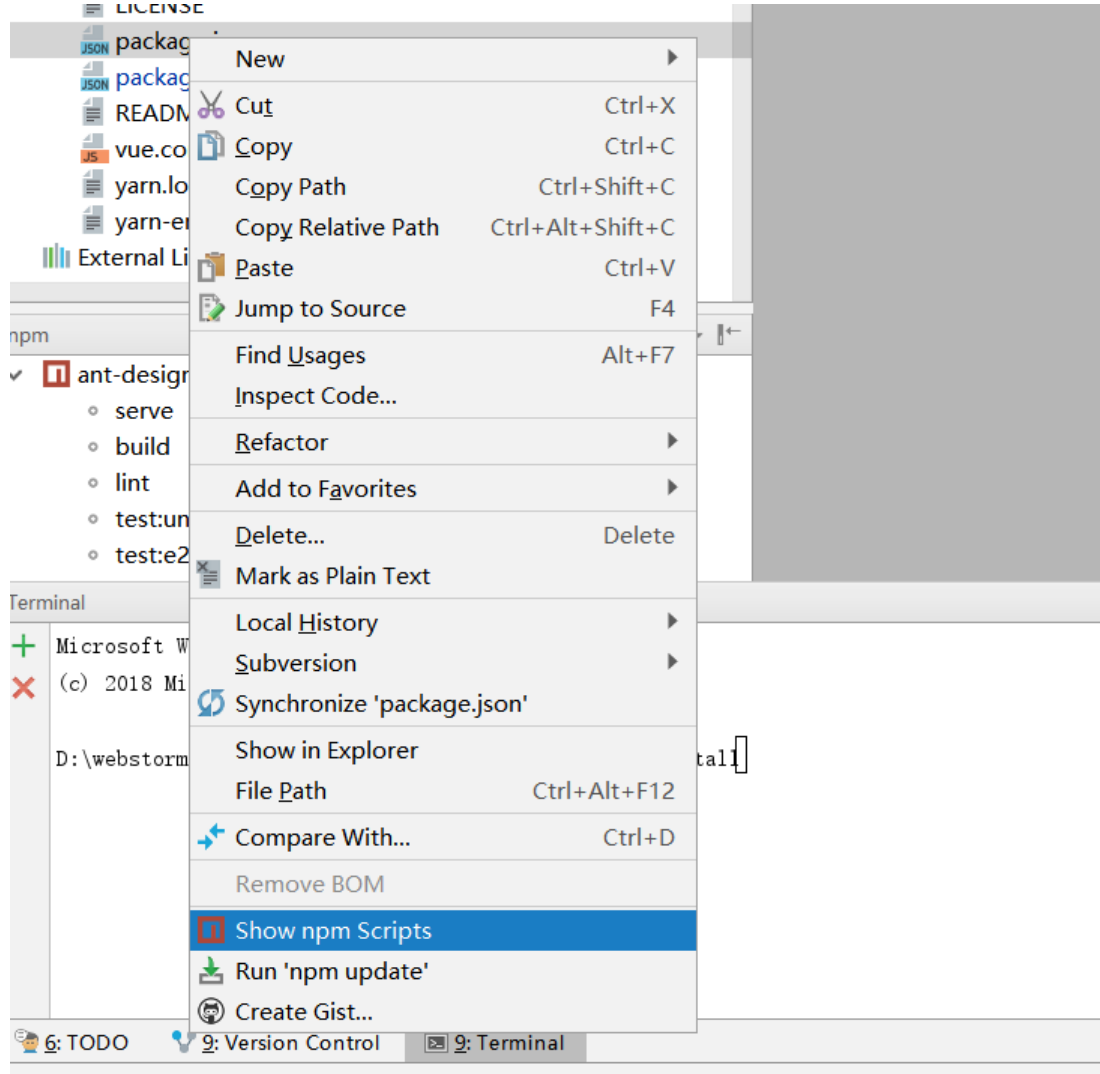 LICENSE
JSON packag
JSON packag
READM
JS vue.co
yarn.lo
yarn-er
External Li
npm
ant-design
serve
build
lint
test:un
test:e2
New
Cut Ctrl+X
Copy Ctrl+C
Copy Path Ctrl+Shift+C
Copy Relative Path Ctrl+Alt+Shift+C
Paste Ctrl+V
Jump to Source F4
Find Usages Alt+F7
Inspect Code...
Refactor
Add to Favorites
Delete... Delete
Mark as Plain Text
Local History
Subversion
Synchronize 'package.json'
Show in Explorer
File Path Ctrl+Alt+F12
Compare With... Ctrl+D
Remove BOM
Show npm Scripts
Run 'npm update'
Create Gist...
Terminal
Microsoft W
(c) 2018 Mi
D:\webstorm tall
6: TODO 9: Version Control 9: Terminal